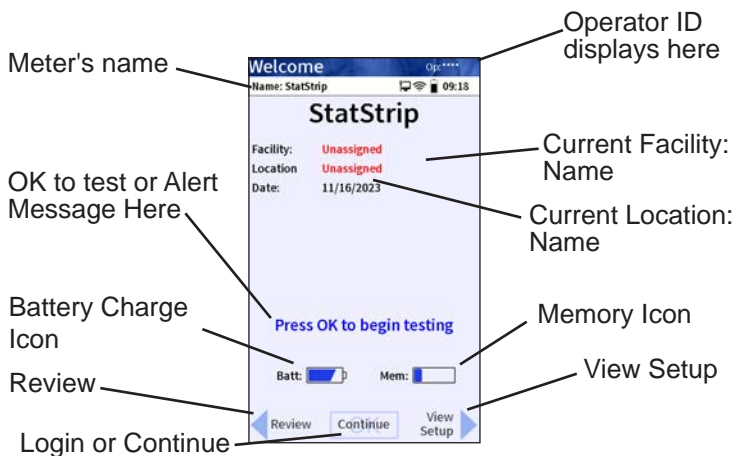 Operator ID
displays here
Meter's name
Welcome Op:****
Name: StatStrip 09:18
StatStrip
Facility: Unassigned
Location Unassigned
Date: 11/16/2023
Current Facility:
Name
Current Location:
Name
OK to test or Alert
Message Here
Press OK to begin testing
Battery Charge
Icon
Memory Icon
Batt: Mem:
Review
View Setup
Review
Continue
OK
View
Setup
Login or Continue